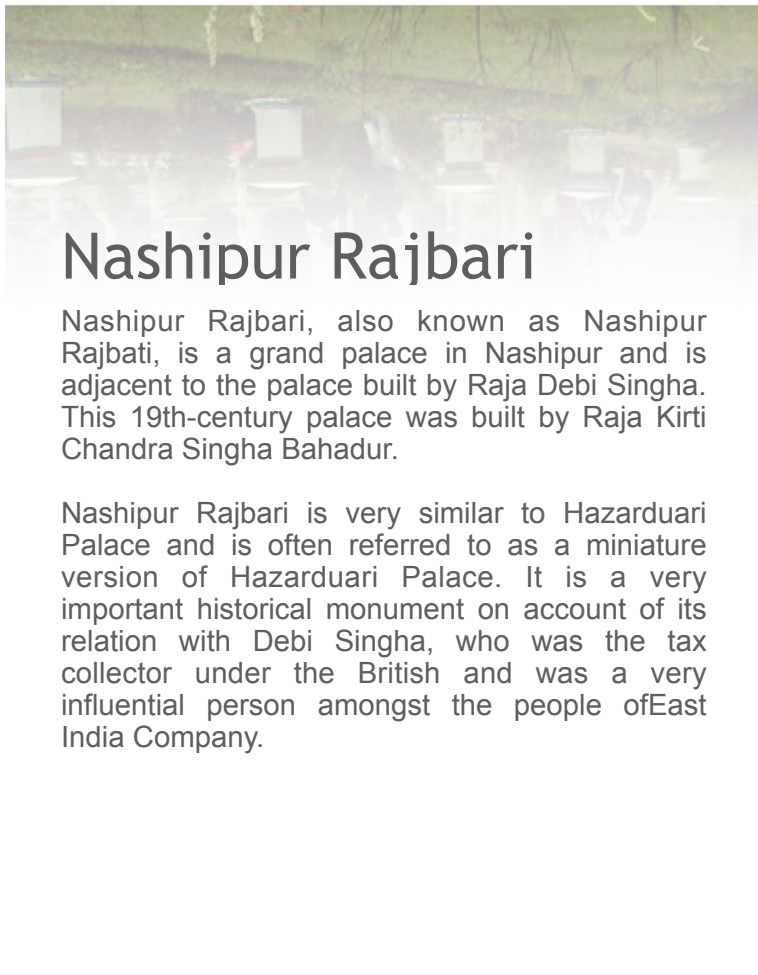 Nashipur Rajbari
Nashipur Rajbari, also known as Nashipur
Rajbati, is a grand palace in Nashipur and is
adjacent to the palace built by Raja Debi Singha.
This 19th-century palace was built by Raja Kirti
Chandra Singha Bahadur.
Nashipur Rajbari is very similar to Hazarduari
Palace and is often referred to as a miniature
version of Hazarduari Palace. It is a very
important historical monument on account of its
relation with Debi Singha, who was the tax
collector under the British and was a very
influential person amongst the people ofEast
India Company.